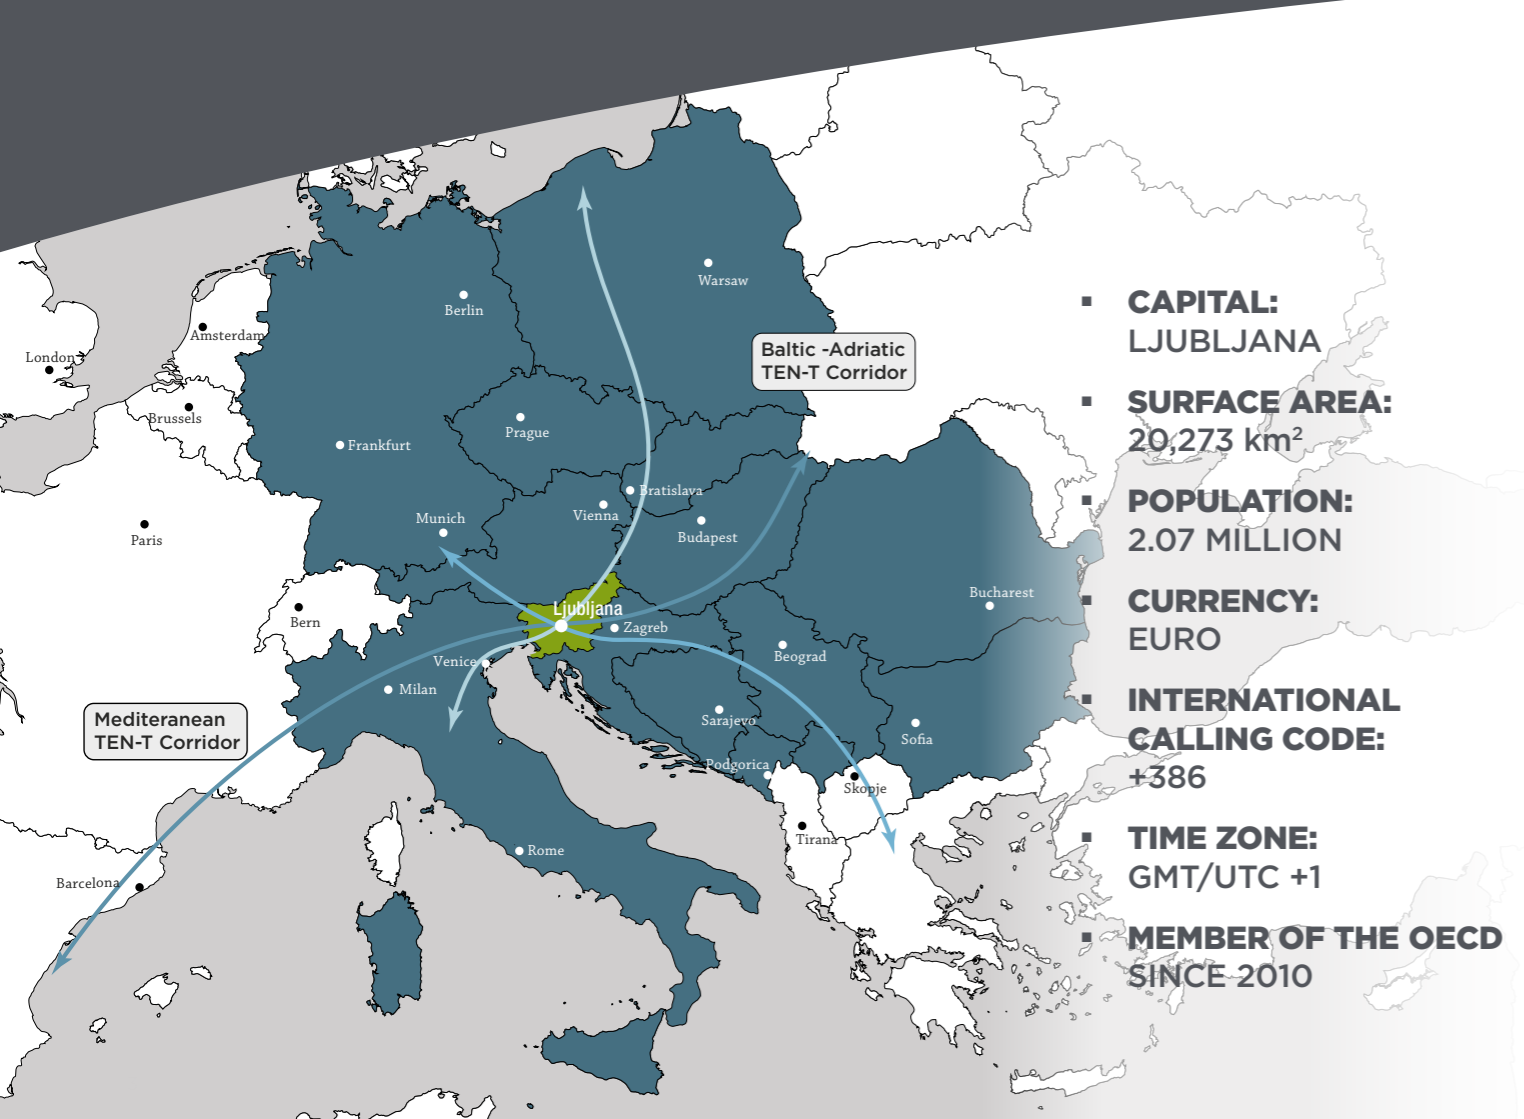 Warsaw
Berlin
Amsterdam
London
Baltic -Adriatic
TEN-T Corridor
Brussels
Prague
Frankfurt
Bratislava
Vienna
Munich
Budapest
Paris
Bucharest
Ljubljana
Bern
Zagreb
Beograd
Venice
Milan
Sarajevo
Sofia
Mediteranean
TEN-T Corridor
Podgorica
Skopje
Tirana
Rome
Barcelona
▪ CAPITAL:
LJUBLJANA
▪ SURFACE AREA:
20,273 km²
▪ POPULATION:
2.07 MILLION
▪ CURRENCY:
EURO
▪ INTERNATIONAL
CALLING CODE:
+386
▪ TIME ZONE:
GMT/UTC +1
▪ MEMBER OF THE OECD
SINCE 2010